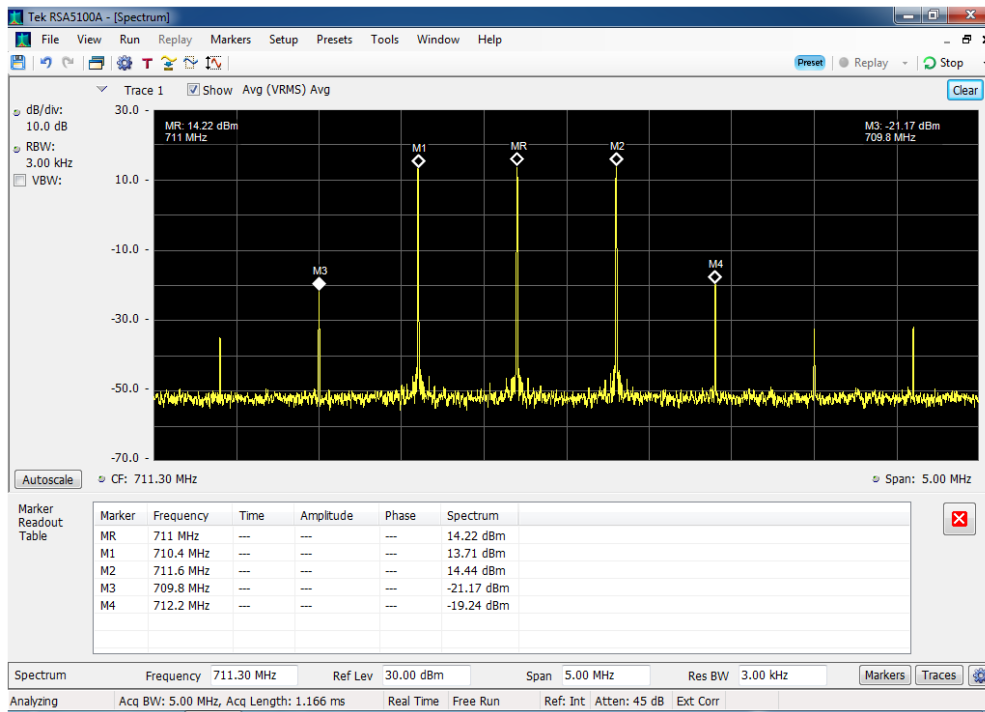 Tek RSA5100A - [Spectrum]
File View Run Replay Markers Setup Presets Tools Window Help
T Preset Replay Stop
Trace 1 Show Avg (VRMS) Avg Clear
dB/div:
10.0 dB
RBW:
3.00 kHz
VBW:
30.0 -
10.0 -
-10.0 -
-30.0 -
-50.0 -
-70.0 -
MR: 14.22 dBm
711 MHz
M3: -21.17 dBm
709.8 MHz
M1 MR M2
M3 M4
Autoscale CF: 711.30 MHz Span: 5.00 MHz
Marker
Readout
Table
Marker Frequency Time Amplitude Phase Spectrum
MR 711 MHz --- --- --- 14.22 dBm
M1 710.4 MHz --- --- --- 13.71 dBm
M2 711.6 MHz --- --- --- 14.44 dBm
M3 709.8 MHz --- --- --- -21.17 dBm
M4 712.2 MHz --- --- --- -19.24 dBm
Spectrum Frequency 711.30 MHz Ref Lev 30.00 dBm Span 5.00 MHz Res BW 3.00 kHz Markers Traces
Analyzing Acq BW: 5.00 MHz, Acq Length: 1.166 ms Real Time Free Run Ref: Int Atten: 45 dB Ext Corr